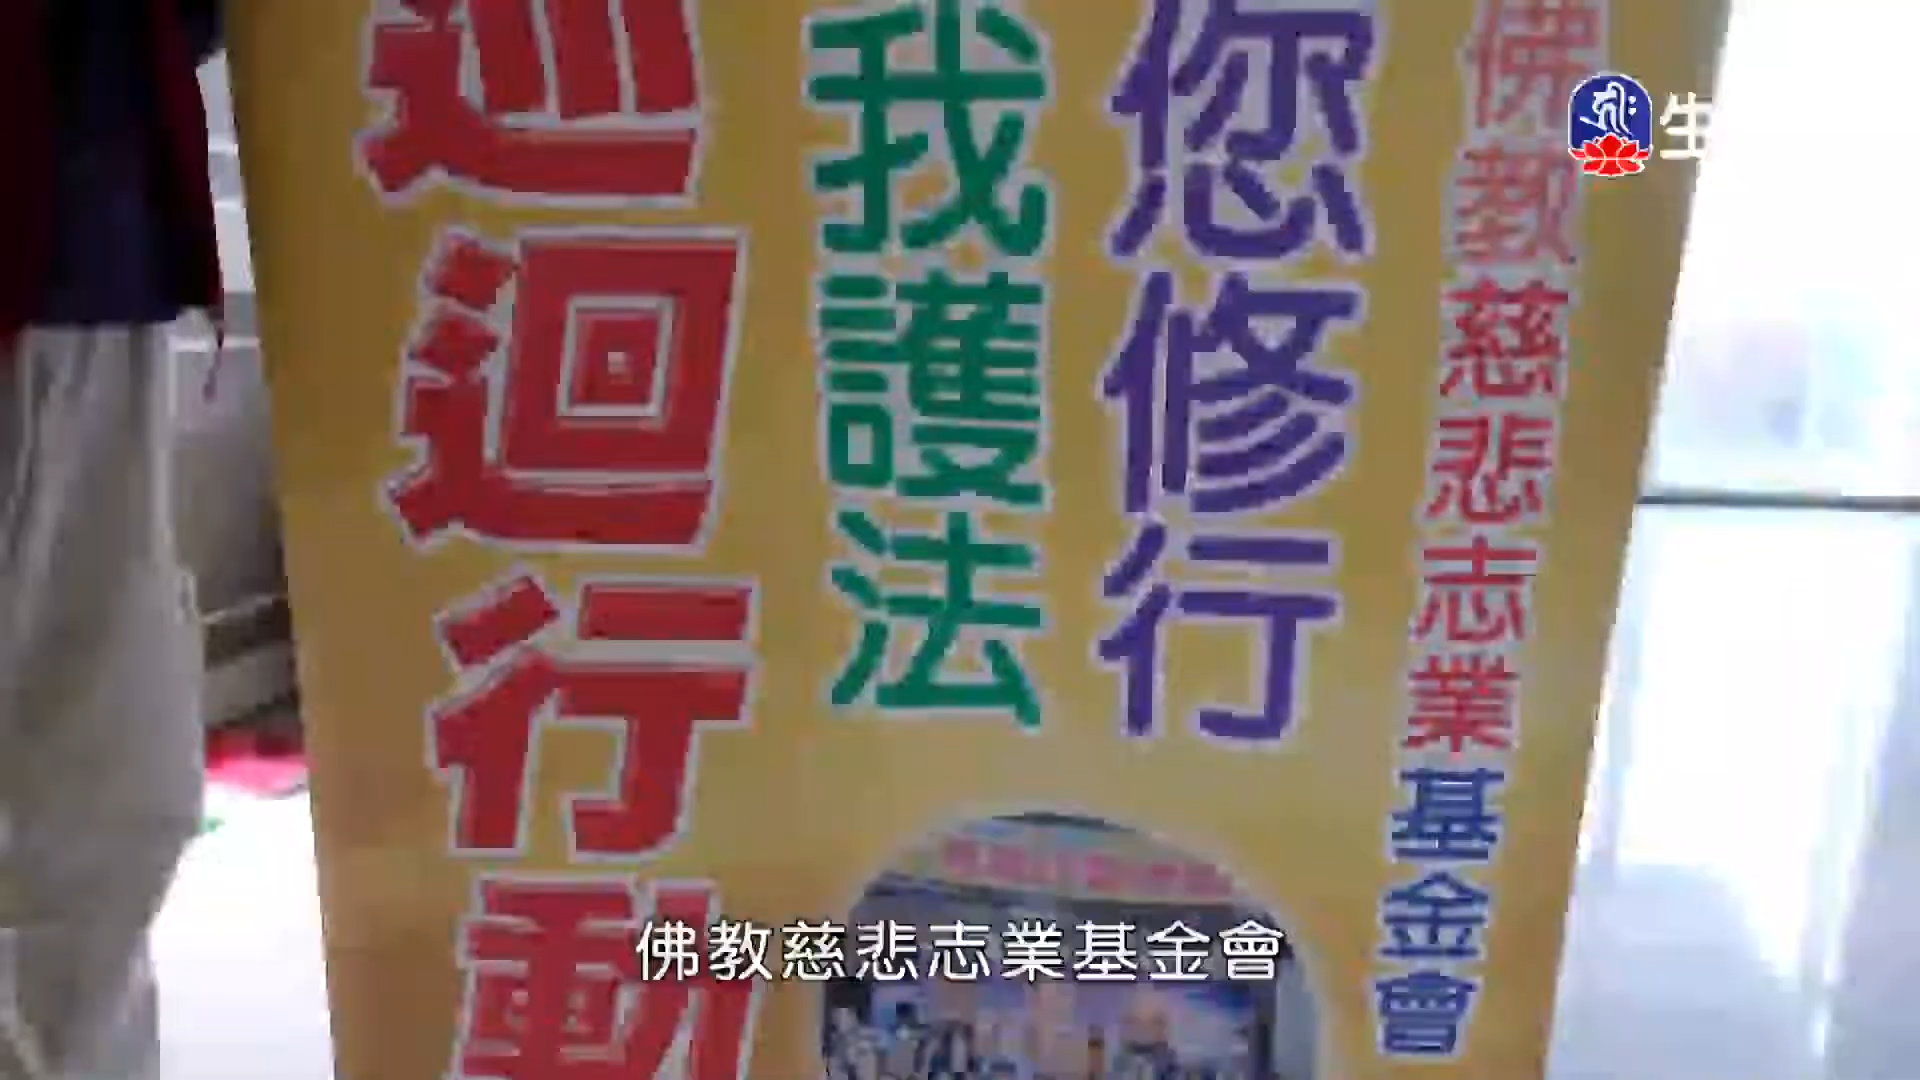 佛教慈悲志業基金會
您修行
我護法
巡迴行動
生
佛教慈悲志業基金會